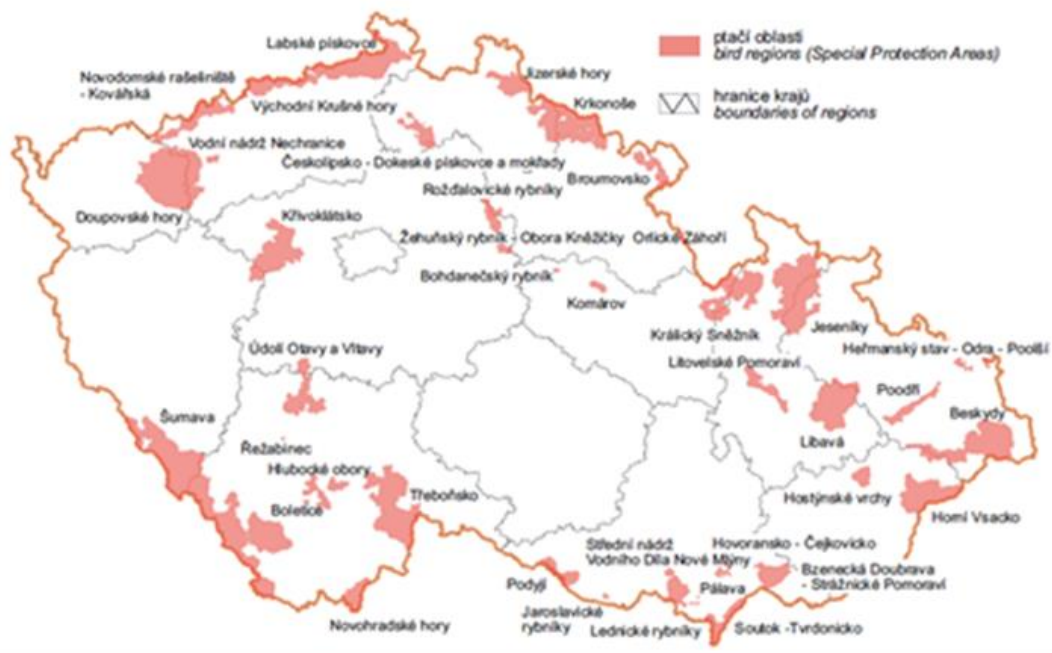 Labské pískovce
ptačí oblasti
bird regions (Special Protection Areas)
Novodomské rašeliniště
- Kovářská
Jizerské hory
Východní Krušné hory
Krkonoše
hranice krajů
boundaries of regions
Vodní nádrž Nechranice
Českolipsko - Dokeské pískovce a mokřady
Broumovsko
Rožďalovické rybníky
Doupovské hory
Křivoklátsko
Žehuňský rybník - Obora Kněžičky
Orlické Záhoří
Bohdanečský rybník
Komárov
Králický Sněžník
Jeseníky
Údolí Otavy a Vltavy
Heřmanský stav - Odra - Poolší
Litovelské Pomoraví
Poodří
Šumava
Beskydy
Libavá
Řežabinec
Hlubocké obory
Třeboňsko
Hostýnské vrchy
Boletice
Horní Vsacko
Střední nádrž
Vodního Díla Nové Mlýny
Hovoransko - Čejkovicko
Bzenecká Doubrava
- Strážnické Pomoraví
Podyjí
Pálava
Jaroslavické
rybníky
Novohradské hory
Lednické rybníky
Soutok -Tvrdonicko